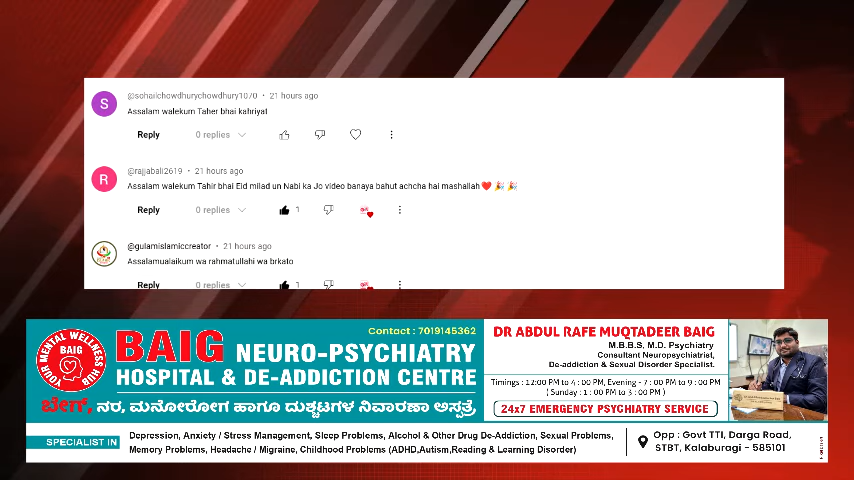 @sohailchowdhurychowdhury1070 • 21 hours ago
S
Assalam walekum Taher bhai kahriyat
Reply 0 replies
@rajjabali2619 • 21 hours ago
R
Assalam walekum Tahir bhai Eid milad un Nabi ka Jo video banaya bahut achcha hai mashallah❤️🎉🎉
Reply 0 replies 1
@gulamislamiccreator • 21 hours ago
Assalamualaikum wa rahmatullahi wa brkato
Reply 0 replies 1
YOUR MENTAL WELLNESS HUB
BAIG
Contact : 7019145362
BAIG NEURO-PSYCHIATRY
HOSPITAL & DE-ADDICTION CENTRE
ಬೇಗ್, ನರ, ಮನೋರೋಗ ಹಾಗೂ ದುಶ್ಚಟಗಳ ನಿವಾರಣಾ ಆಸ್ಪತ್ರೆ
DR ABDUL RAFE MUQTADEER BAIG
M.B.B.S, M.D. Psychiatry
Consultant Neuropsychiatrist,
De-addiction & Sexual Disorder Specialist.
Timings : 12:00 PM to 4 : 00 PM, Evening - 7 : 00 PM to 9 : 00 PM
( Sunday : 1 : 00 PM to 3 : 00 PM )
24x7 EMERGENCY PSYCHIATRY SERVICE
SPECIALIST IN
Depression, Anxiety / Stress Management, Sleep Problems, Alcohol & Other Drug De-Addiction, Sexual Problems,
Memory Problems, Headache / Migraine, Childhood Problems (ADHD,Autism,Reading & Learning Disorder)
Opp : Govt TTI, Darga Road,
STBT, Kalaburagi - 585101